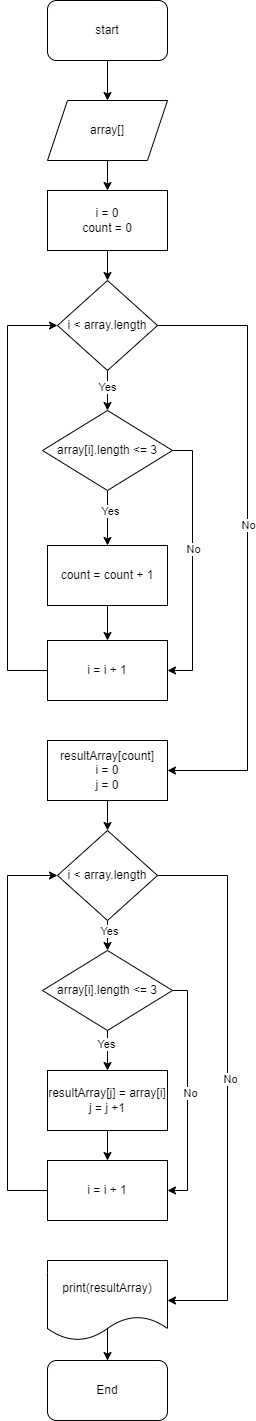 start
array[]
i = 0
count = 0
i < array.length
Yes
array[i].length <= 3
Yes
No
No
count = count + 1
i = i + 1
resultArray[count]
i = 0
j = 0
i < array.length
Yes
array[i].length <= 3
Yes
No
No
resultArray[j] = array[i]
j = j +1
i = i + 1
print(resultArray)
End